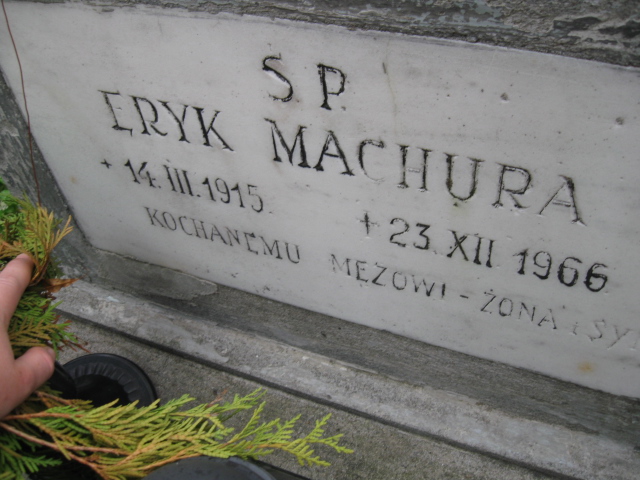 S P.
ERYK MACHURA
* 14. III. 1915. + 23. XII 1966
KOCHANEMU MĘŻOWI - ŻONA I